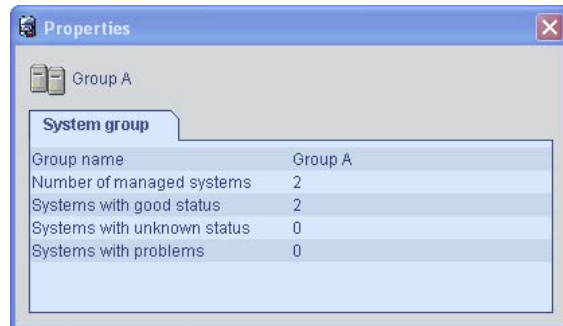 Properties
Group A
System group
Group name Group A
Number of managed systems 2
Systems with good status 2
Systems with unknown status 0
Systems with problems 0